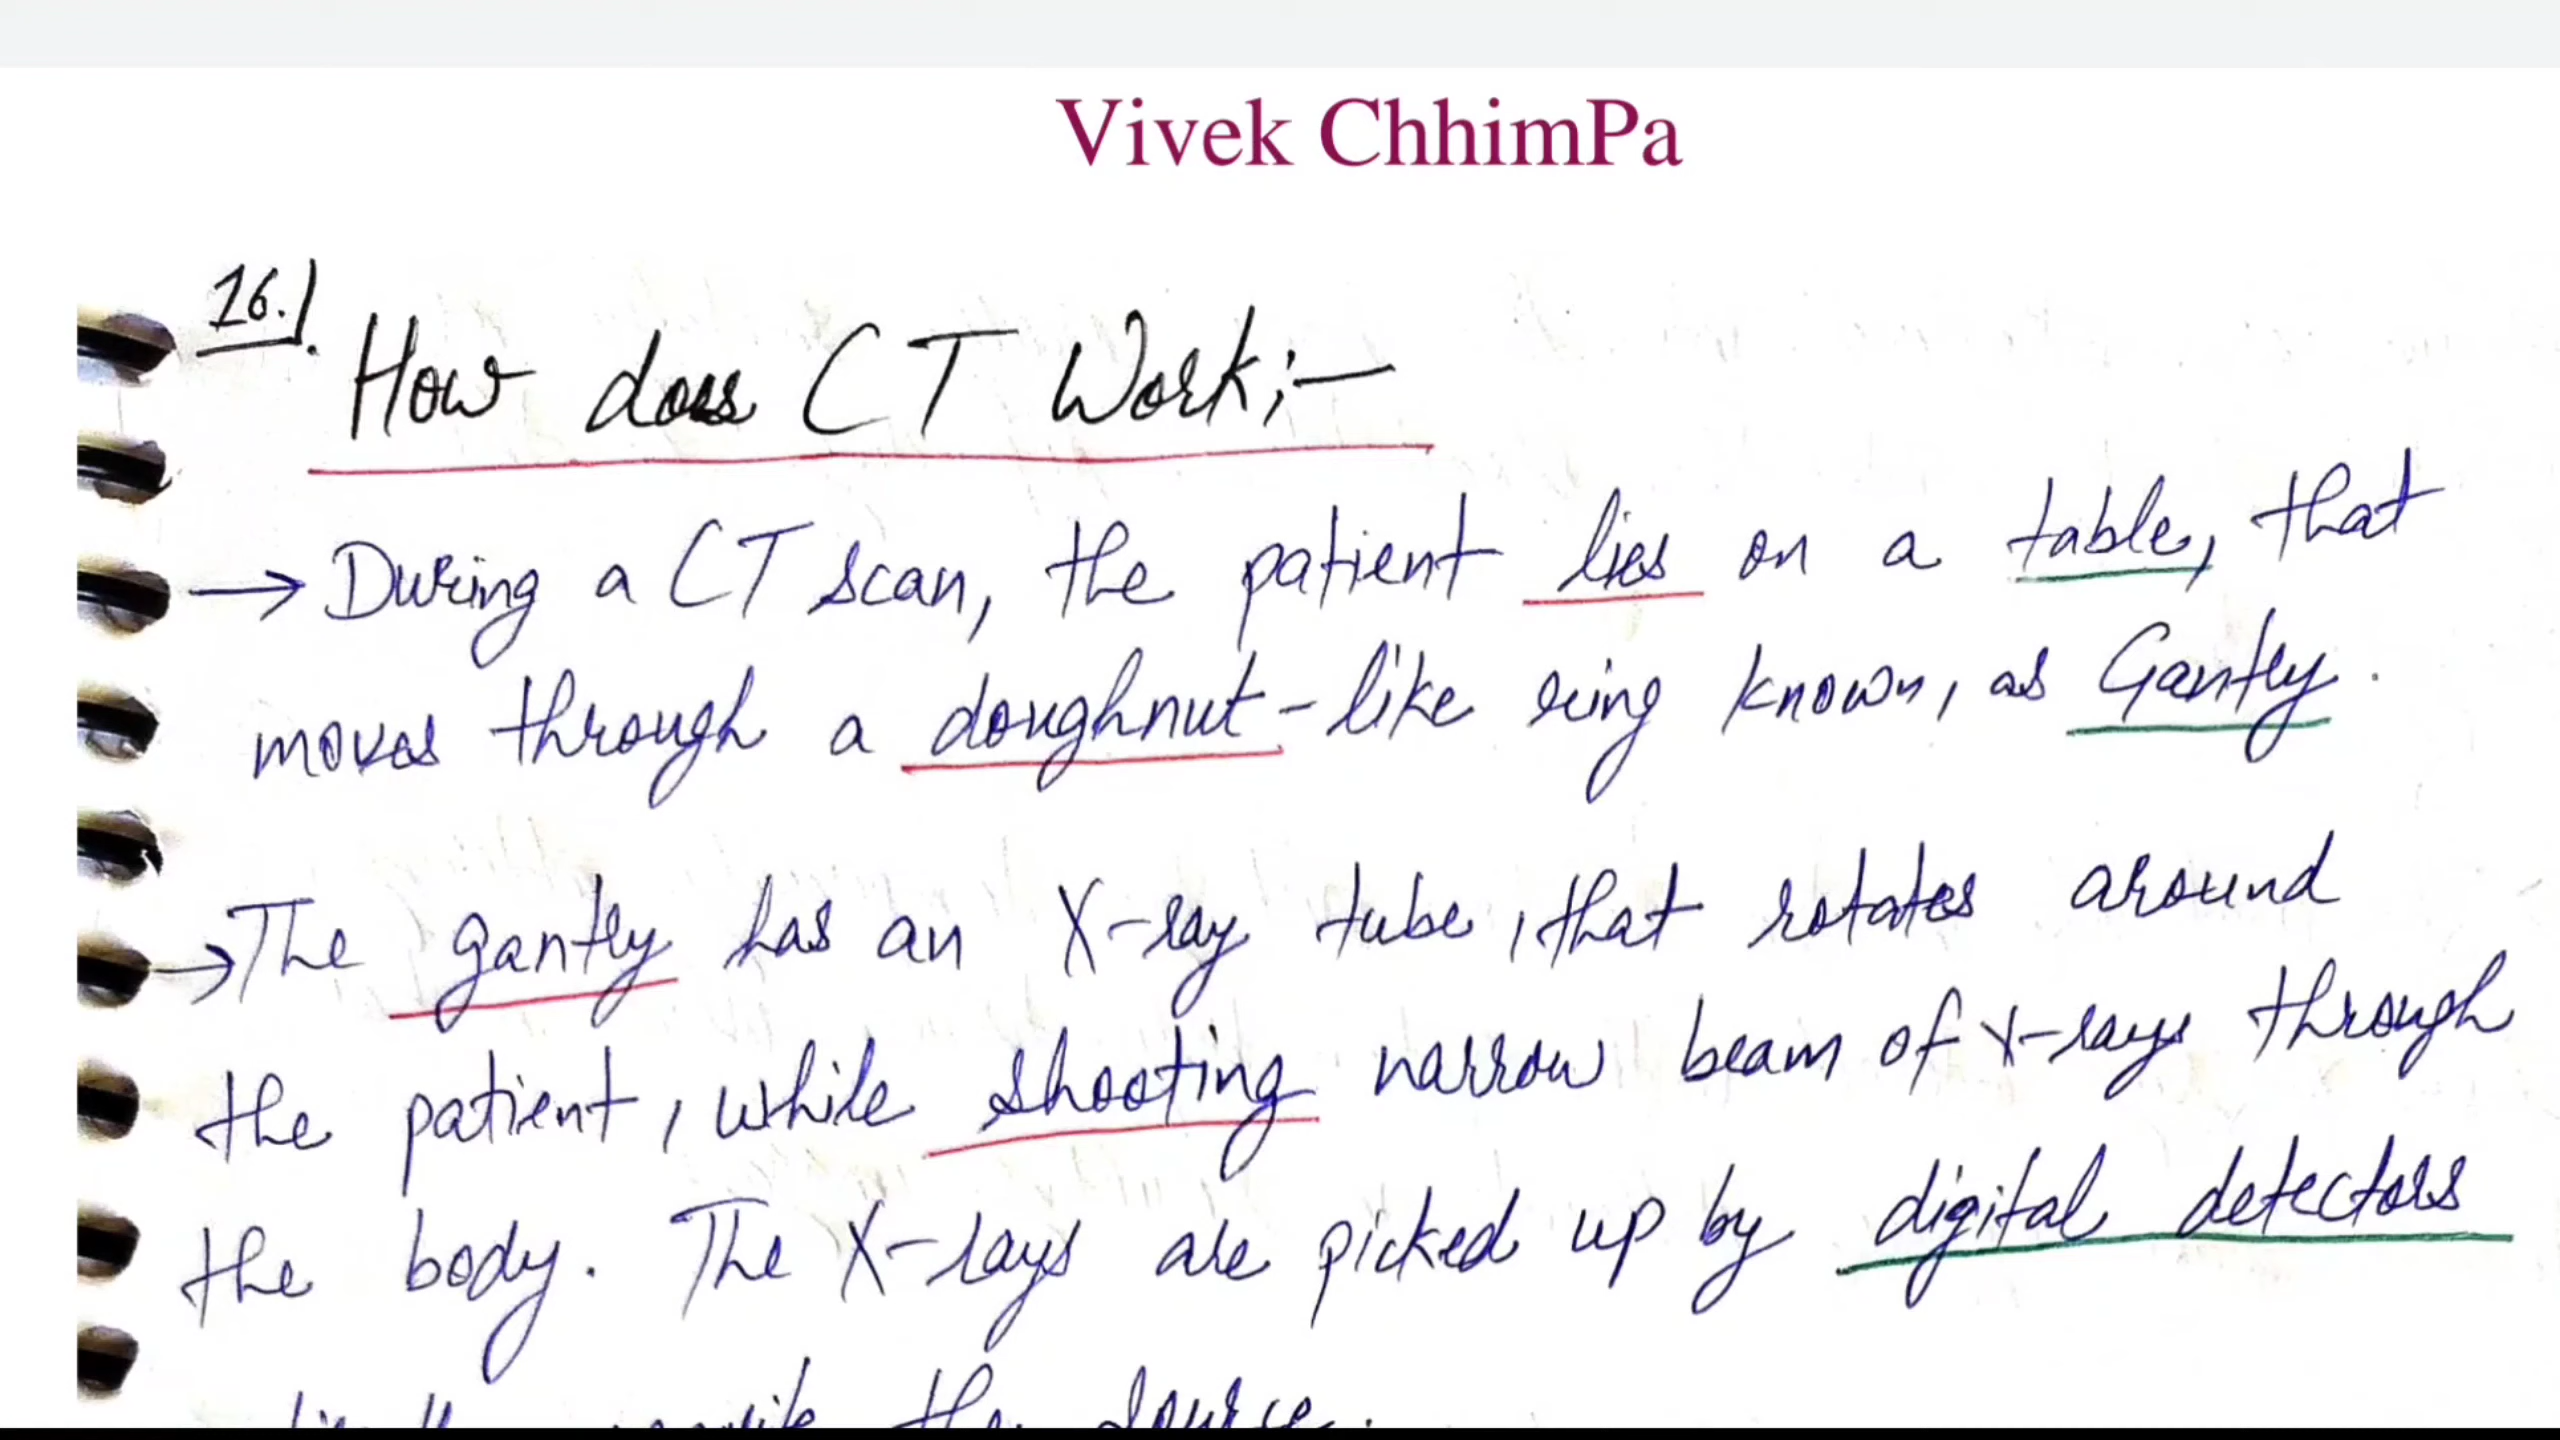 Vivek ChhimPa
16.)
How does CT Work:-
→ During a CT scan, the patient lies on a table, that
moves through a doughnut-like ring known, as Gantry.
→ The gantry has an X-ray tube, that rotates around
the patient, while shooting narrow beam of X-rays through
the body. The X-rays are picked up by digital detectors
the source.